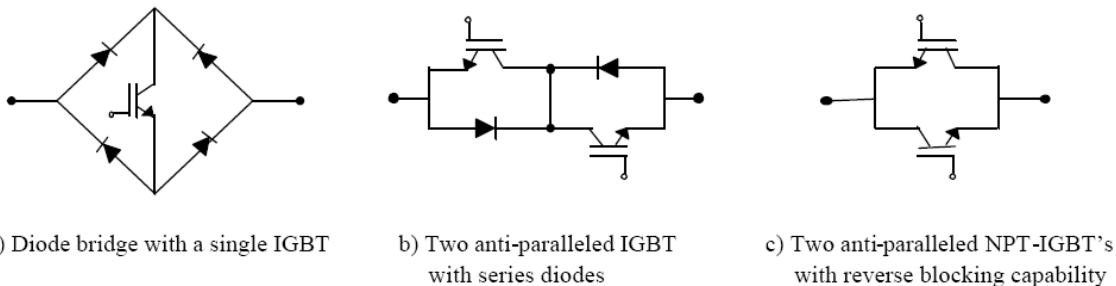 ) Diode bridge with a single IGBT
b) Two anti-paralleled IGBT
with series diodes
c) Two anti-paralleled NPT-IGBT's
with reverse blocking capability